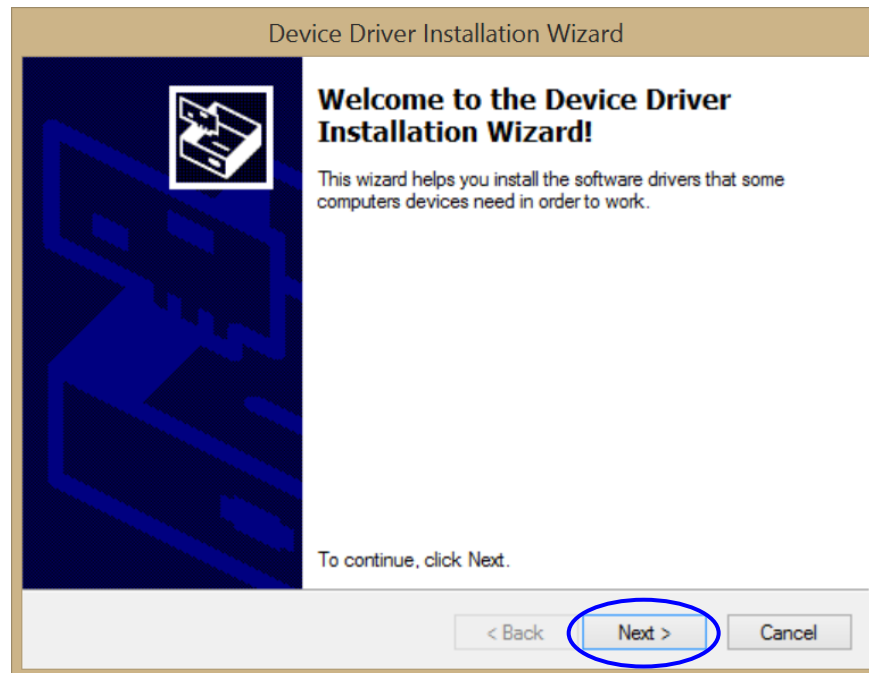 Device Driver Installation Wizard
Welcome to the Device Driver
Installation Wizard!
This wizard helps you install the software drivers that some
computers devices need in order to work.
To continue, click Next.
< Back
Next >
Cancel